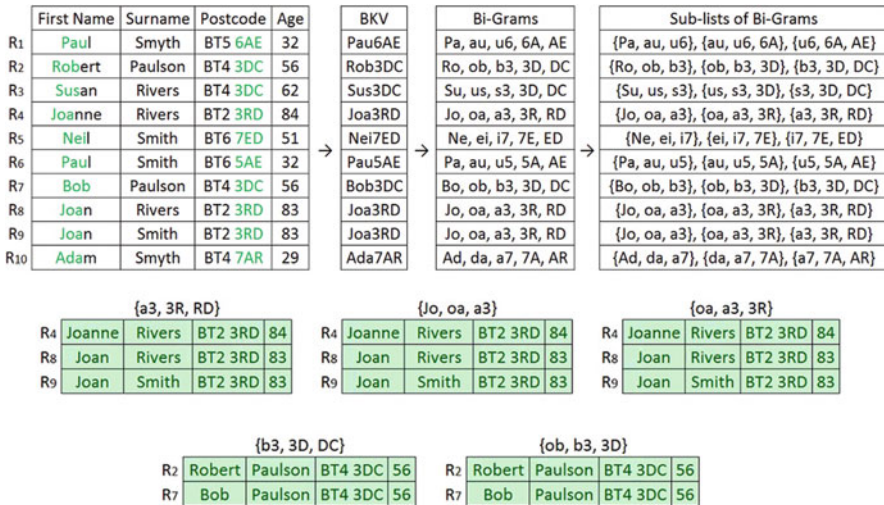 First Name Surname Postcode Age BKV Bi-Grams Sub-lists of Bi-Grams
R1 Paul Smyth BT5 6AE 32 Pau6AE Pa, au, u6, 6A, AE {Pa, au, u6}, {au, u6, 6A}, {u6, 6A, AE}
R2 Robert Paulson BT4 3DC 56 Rob3DC Ro, ob, b3, 3D, DC {Ro, ob, b3}, {ob, b3, 3D}, {b3, 3D, DC}
R3 Susan Rivers BT4 3DC 62 Sus3DC Su, us, s3, 3D, DC {Su, us, s3}, {us, s3, 3D}, {s3, 3D, DC}
R4 Joanne Rivers BT2 3RD 84 Joa3RD Jo, oa, a3, 3R, RD {Jo, oa, a3}, {oa, a3, 3R}, {a3, 3R, RD}
R5 Neil Smith BT6 7ED 51 → Nei7ED → Ne, ei, i7, 7E, ED → {Ne, ei, i7}, {ei, i7, 7E}, {i7, 7E, ED}
R6 Paul Smith BT6 5AE 32 Pau5AE Pa, au, u5, 5A, AE {Pa, au, u5}, {au, u5, 5A}, {u5, 5A, AE}
R7 Bob Paulson BT4 3DC 56 Bob3DC Bo, ob, b3, 3D, DC {Bo, ob, b3}, {ob, b3, 3D}, {b3, 3D, DC}
R8 Joan Rivers BT2 3RD 83 Joa3RD Jo, oa, a3, 3R, RD {Jo, oa, a3}, {oa, a3, 3R}, {a3, 3R, RD}
R9 Joan Smith BT2 3RD 83 Joa3RD Jo, oa, a3, 3R, RD {Jo, oa, a3}, {oa, a3, 3R}, {a3, 3R, RD}
R10 Adam Smyth BT4 7AR 29 Ada7AR Ad, da, a7, 7A, AR {Ad, da, a7}, {da, a7, 7A}, {a7, 7A, AR}
{a3, 3R, RD} {Jo, oa, a3} {oa, a3, 3R}
R4 Joanne Rivers BT2 3RD 84 R4 Joanne Rivers BT2 3RD 84 R4 Joanne Rivers BT2 3RD 84
R8 Joan Rivers BT2 3RD 83 R8 Joan Rivers BT2 3RD 83 R8 Joan Rivers BT2 3RD 83
R9 Joan Smith BT2 3RD 83 R9 Joan Smith BT2 3RD 83 R9 Joan Smith BT2 3RD 83
{b3, 3D, DC} {ob, b3, 3D}
R2 Robert Paulson BT4 3DC 56 R2 Robert Paulson BT4 3DC 56
R7 Bob Paulson BT4 3DC 56 R7 Bob Paulson BT4 3DC 56